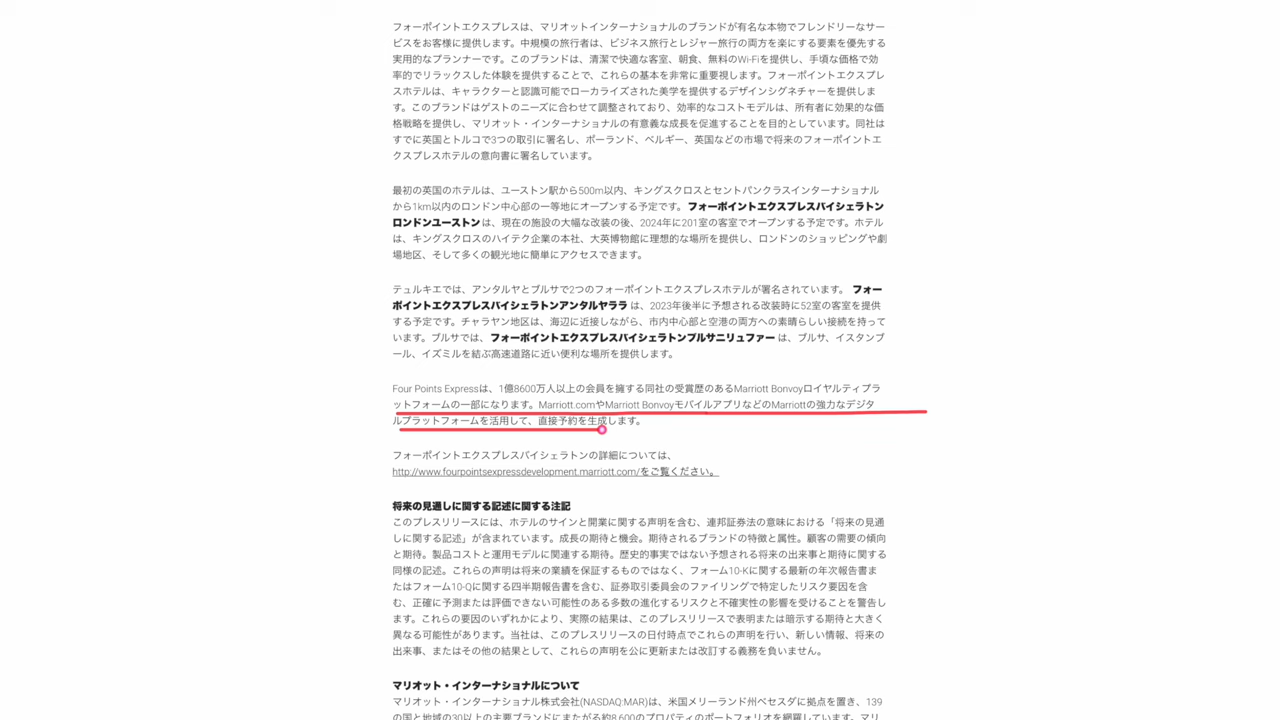 フォーポイントエクスプレスは、マリオットインターナショナルのブランドが有名な本物でフレンドリーなサー
ビスをお客様に提供します。中規模の旅行者は、ビジネス旅行とレジャー旅行の両方を楽にする要素を優先する
実用的なプランナーです。このブランドは、清潔で快適な客室、朝食、無料のWi-Fiを提供し、手頃な価格で効
率的でリラックスした体験を提供することで、これらの基本を非常に重要視します。フォーポイントエクスプレ
スホテルは、キャラクターと認識可能でローカライズされた美学を提供するデザインシグネチャーを提供しま
す。このブランドはゲストのニーズに合わせて調整されており、効率的なコストモデルは、所有者に効果的な価
格戦略を提供し、マリオット・インターナショナルの有意義な成長を促進することを目的としています。同社は
すでに英国とトルコで3つの取引に署名し、ポーランド、ベルギー、英国などの市場で将来のフォーポイントエ
クスプレスホテルの意向書に署名しています。
最初の英国のホテルは、ユーストン駅から500m以内、キングスクロスとセントパンクラスインターナショナル
から1km以内のロンドン中心部の一等地にオープンする予定です。フォーポイントエクスプレスバイシェラトン
ロンドンユーストンは、現在の施設の大幅な改装の後、2024年に201室の客室でオープンする予定です。ホテル
は、キングスクロスのハイテク企業の本社、大英博物館に理想的な場所を提供し、ロンドンのショッピングや劇
場地区、そして多くの観光地に簡単にアクセスできます。
テュルキエでは、アンタルヤとブルサで2つのフォーポイントエクスプレスホテルが署名されています。 フォー
ポイントエクスプレスバイシェラトンアンタルヤララ は、2023年後半に予想される改装時に52室の客室を提供
する予定です。チャラヤン地区は、海辺に近接しながら、市内中心部と空港の両方への素晴らしい接続を持って
います。ブルサでは、フォーポイントエクスプレスバイシェラトンブルサニリュファー は、ブルサ、イスタンブ
ール、イズミルを結ぶ高速道路に近い便利な場所を提供します。
Four Points Expressは、1億8600万人以上の会員を擁する同社の受賞歴のあるMarriott Bonvoyロイヤルティプラ
ットフォームの一部になります。Marriott.comやMarriott BonvoyモバイルアプリなどのMarriottの強力なデジタ
ルプラットフォームを活用して、直接予約を生成します。
フォーポイントエクスプレスバイシェラトンの詳細については、
http://www.fourpointsexpressdevelopment.marriott.com/をご覧ください。
将来の見通しに関する記述に関する注記
このプレスリリースには、ホテルのサインと開業に関する声明を含む、連邦証券法の意味における「将来の見通
しに関する記述」が含まれています。成長の期待と機会。期待されるブランドの特徴と属性。顧客の需要の傾向
と期待。製品コストと運用モデルに関連する期待。歴史的事実ではない予想される将来の出来事と期待に関する
同様の記述。これらの声明は将来の業績を保証するものではなく、フォーム10-Kに関する最新の年次報告書ま
たはフォーム10-Qに関する四半期報告書を含む、証券取引委員会のファイリングで特定したリスク要因を含
む、正確に予測または評価できない可能性のある多数の進化するリスクと不確実性の影響を受けることを警告し
ます。これらの要因のいずれかにより、実際の結果は、このプレスリリースで表明または暗示する期待と大きく
異なる可能性があります。当社は、このプレスリリースの日付時点でこれらの声明を行い、新しい情報、将来の
出来事、またはその他の結果として、これらの声明を公に更新または改訂する義務を負いません。
マリオット・インターナショナルについて
マリオット・インターナショナル株式会社(NASDAQ:MAR)は、米国メリーランド州ベセスダに拠点を置き、139
の国と地域の30以上の主要ブランドにまたがる約8,600のプロパティのポートフォリオを網羅しています。マリ